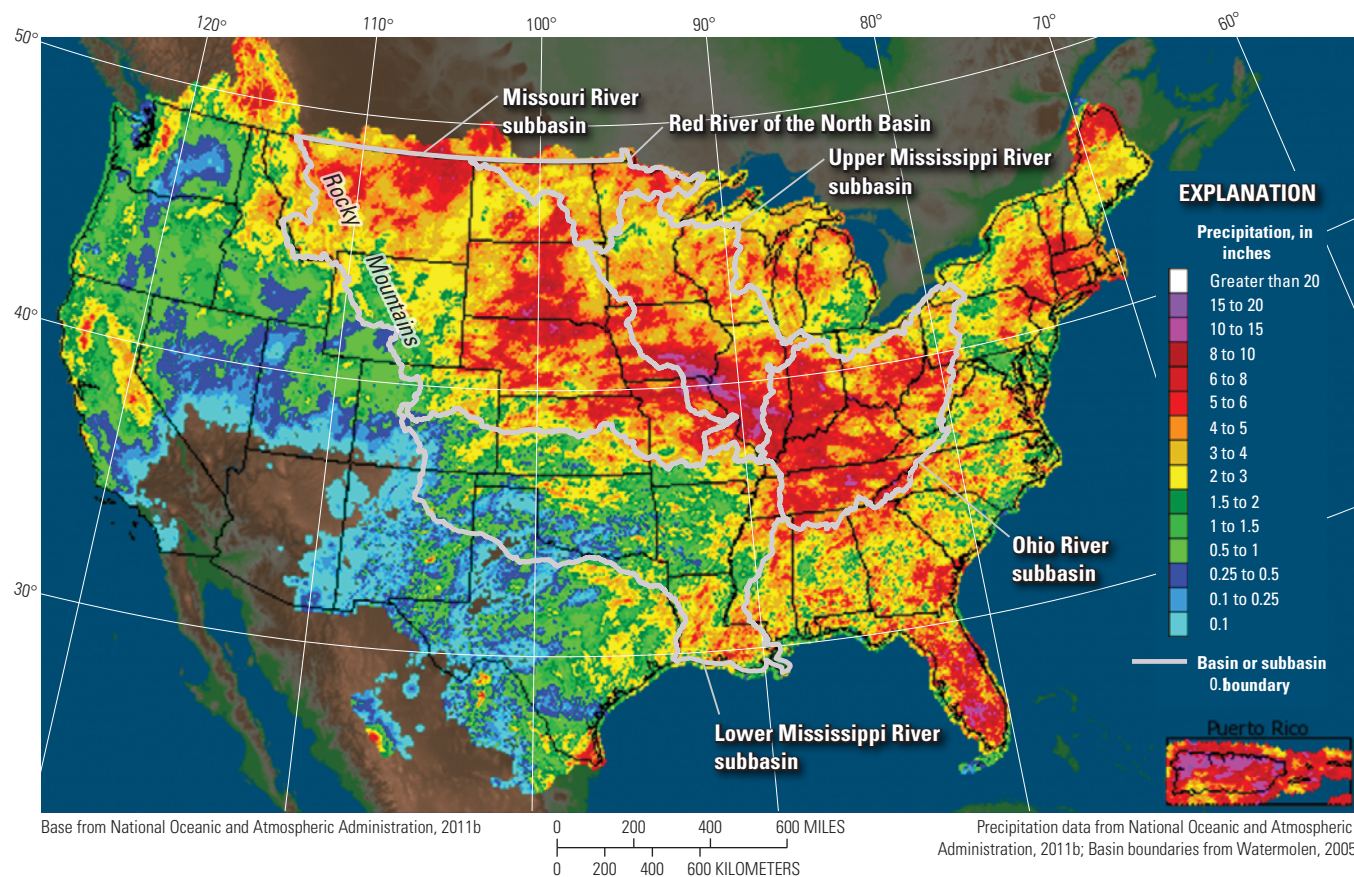 120°
110°
100°
90°
80°
70°
60°
50°
40°
30°
Missouri River
subbasin
Red River of the North Basin
Upper Mississippi River
subbasin
Rocky
Mountains
Ohio River
subbasin
Lower Mississippi River
subbasin
EXPLANATION
Precipitation, in
inches
Greater than 20
15 to 20
10 to 15
8 to 10
6 to 8
5 to 6
4 to 5
3 to 4
2 to 3
1.5 to 2
1 to 1.5
0.5 to 1
0.25 to 0.5
0.1 to 0.25
0.1
Basin or subbasin
0.boundary
Puerto Rico
Base from National Oceanic and Atmospheric Administration, 2011b
0 200 400 600 MILES
0 200 400 600 KILOMETERS
Precipitation data from National Oceanic and Atmospheric
Administration, 2011b; Basin boundaries from Watermolen, 2005